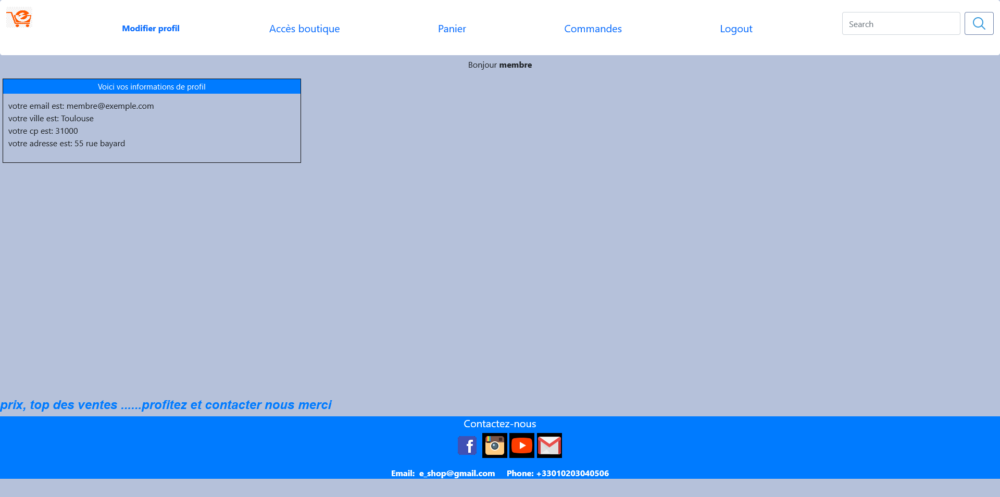 Modifier profil
Accès boutique
Panier
Commandes
Logout
Search
Bonjour membre
Voici vos informations de profil
votre email est: membre@exemple.com
votre ville est: Toulouse
votre cp est: 31000
votre adresse est: 55 rue bayard
prix, top des ventes ......profitez et contacter nous merci
Contactez-nous
Email: e_shop@gmail.com Phone: +33010203040506